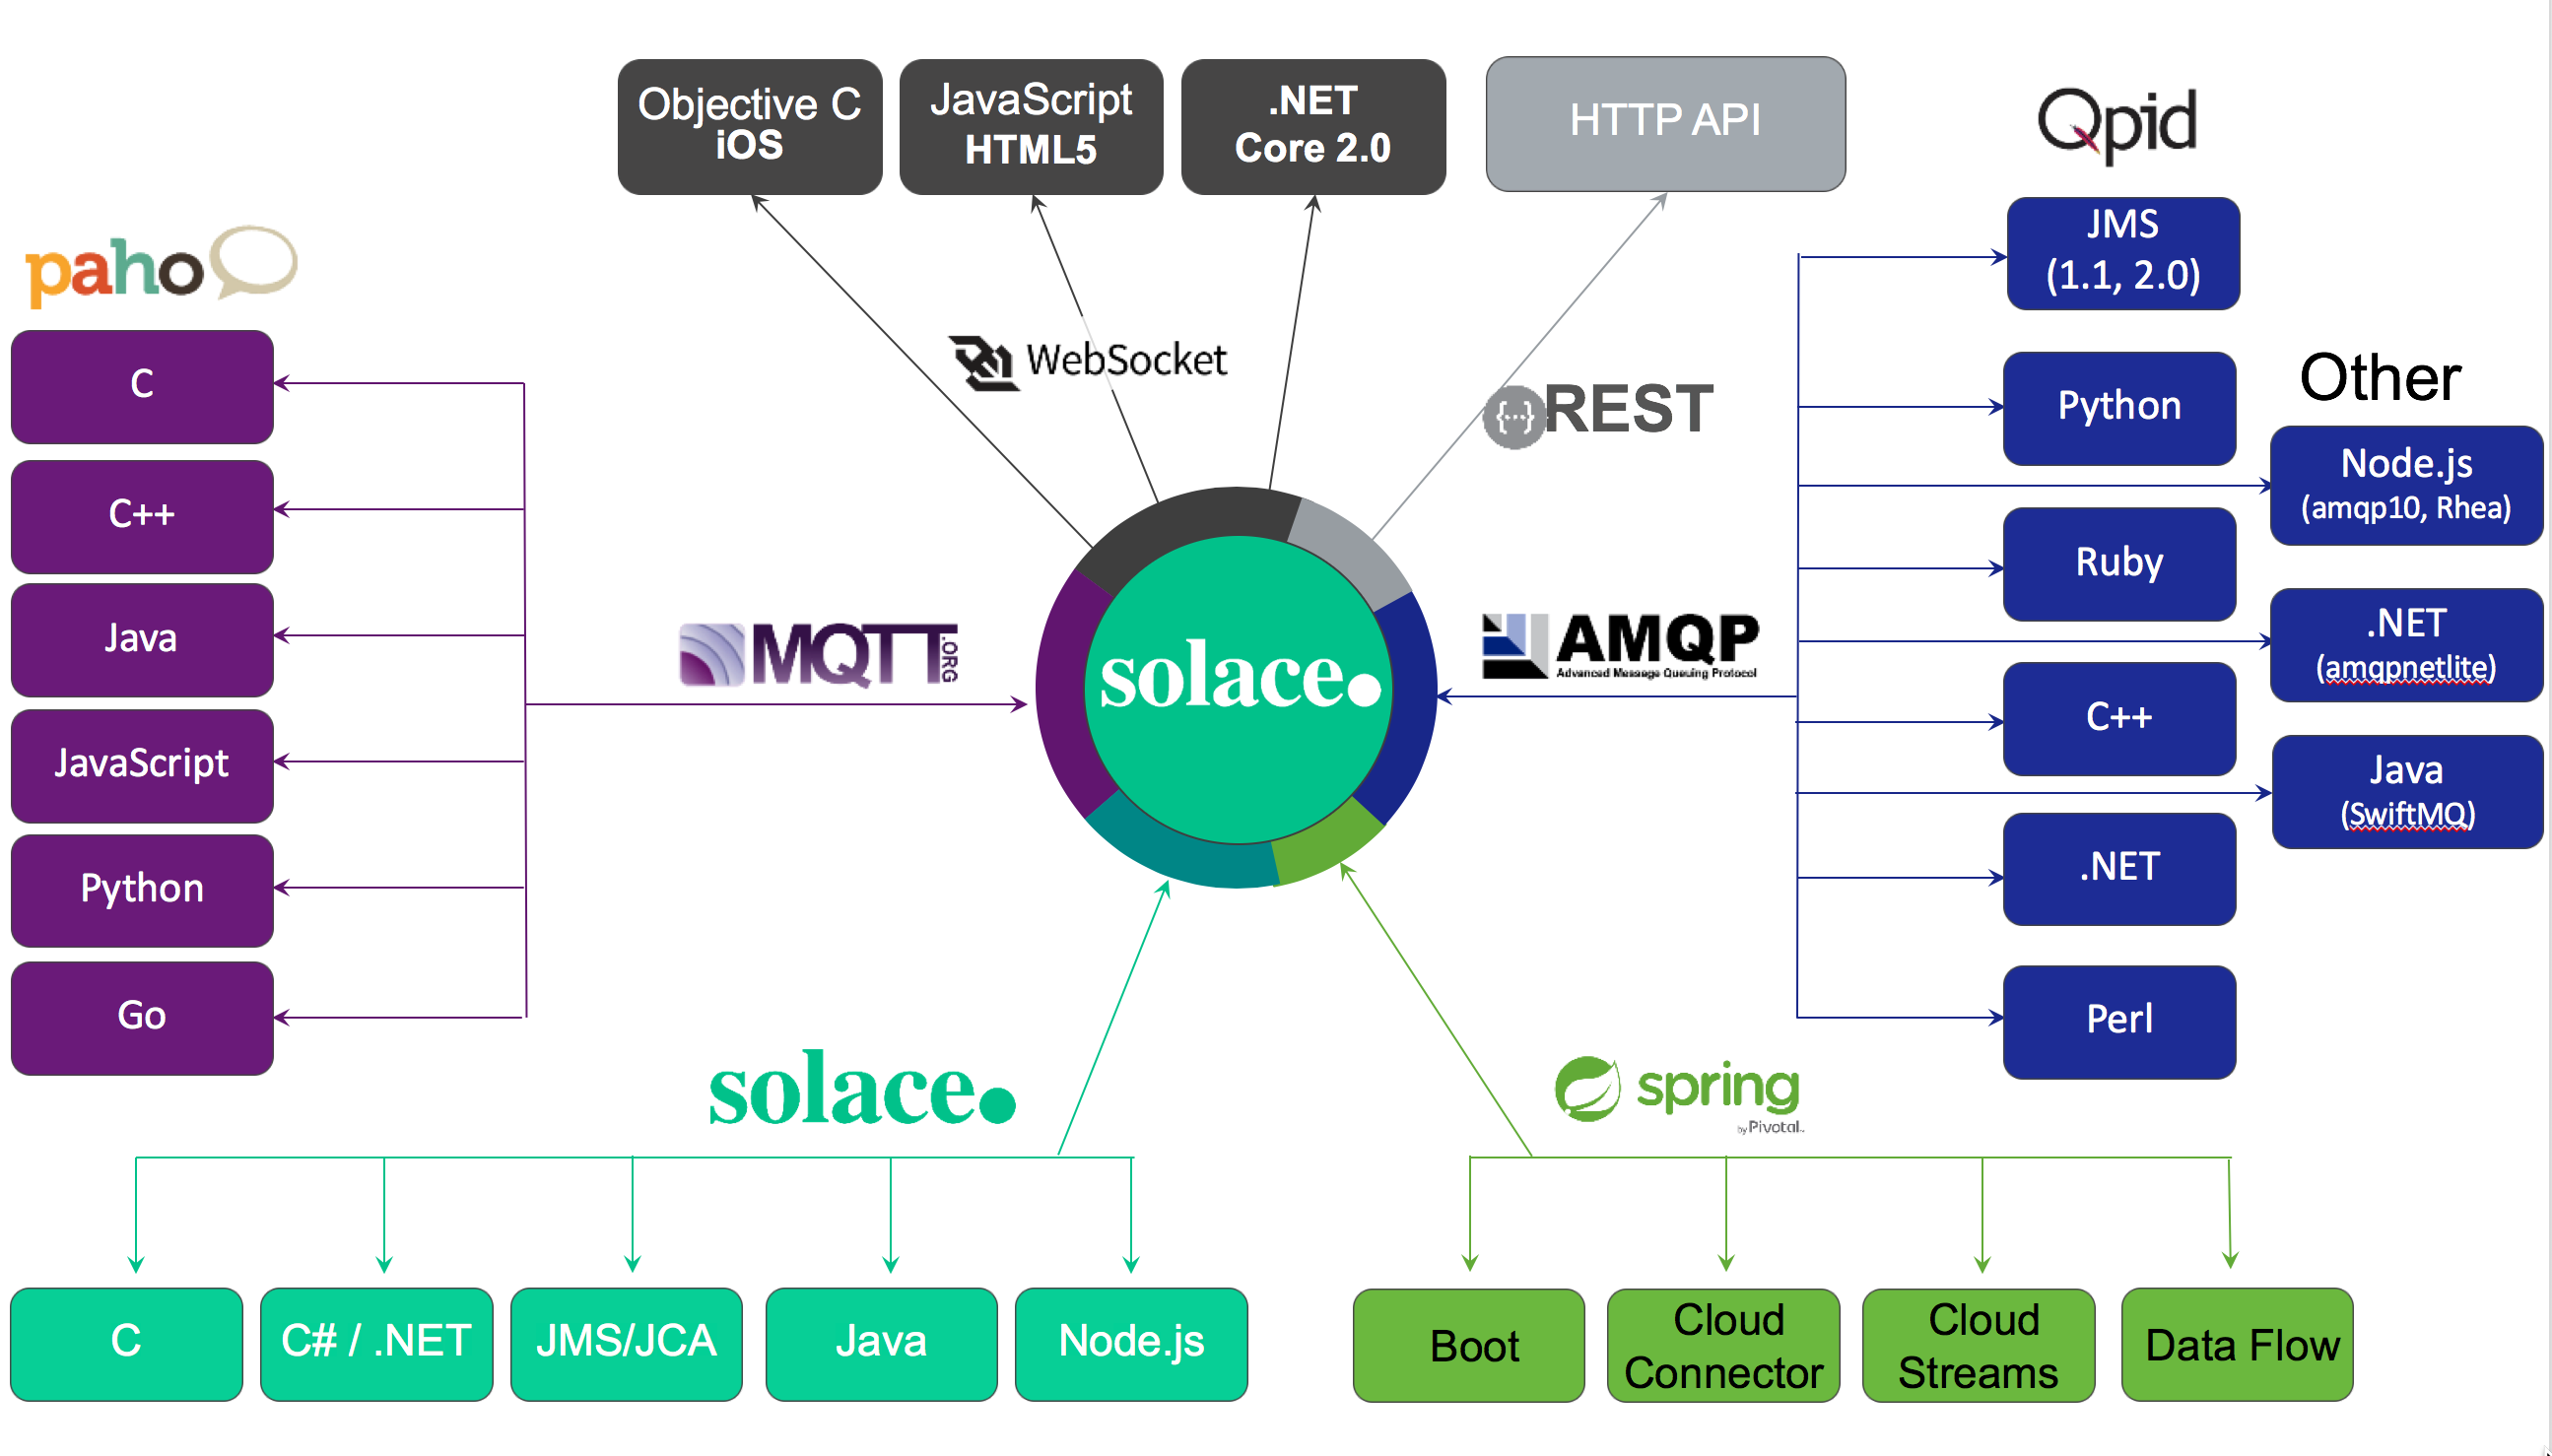 Objective C
iOS
JavaScript
HTML5
.NET
Core 2.0
HTTP API
Qpid
paho
JMS
(1.1, 2.0)
WebSocket
REST
Other
C
Python
Node.js
(amqp10, Rhea)
C++
Ruby
Java
MQTT
.ORG
solace.
AMQP
Advanced Message Queuing Protocol
.NET
(amqpnetlite)
C++
JavaScript
Java
(SwiftMQ)
Python
.NET
Go
Perl
solace.
spring
by Pivotal™
C
C# / .NET
JMS/JCA
Java
Node.js
Boot
Cloud
Connector
Cloud
Streams
Data Flow